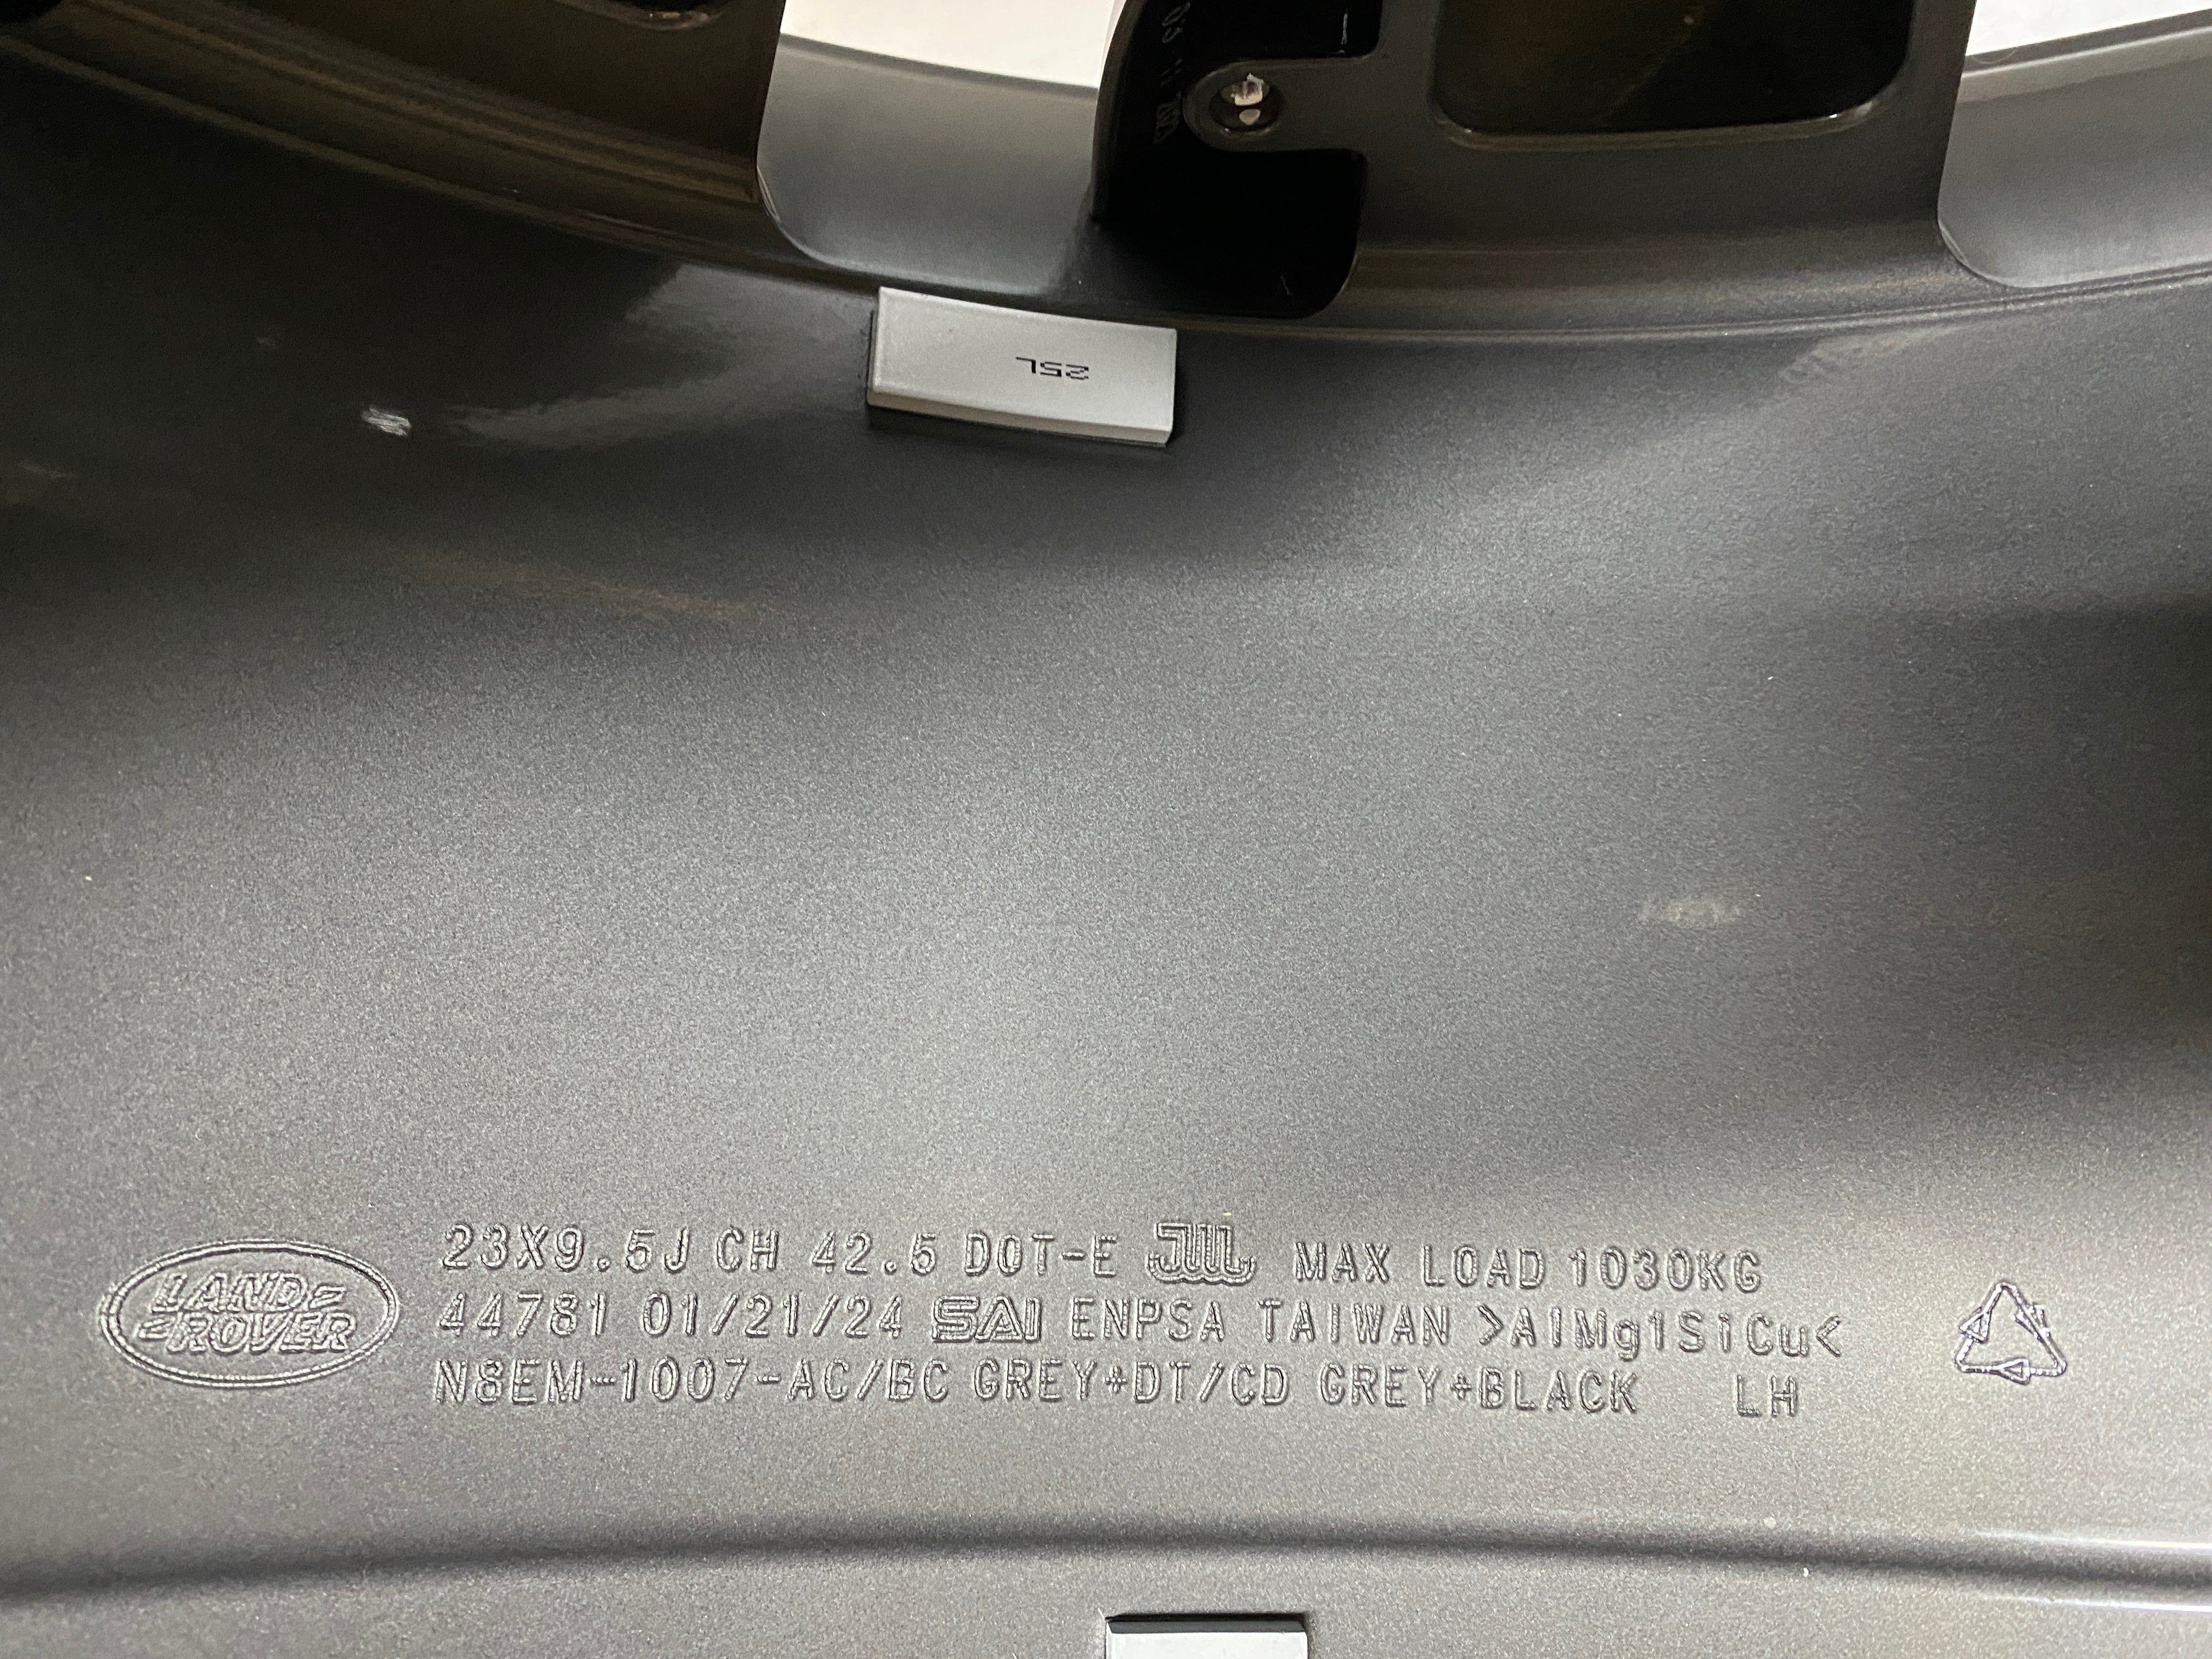 25L
LAND
ROVER
23X9.5J CH 42.5 DOT-E JWL MAX LOAD 1030KG
44781 01/21/24 SAI ENPSA TAIWAN >AlMg1SiCu<
N8EM-1007-AC/BC GREY+DT/CD GREY+BLACK LH